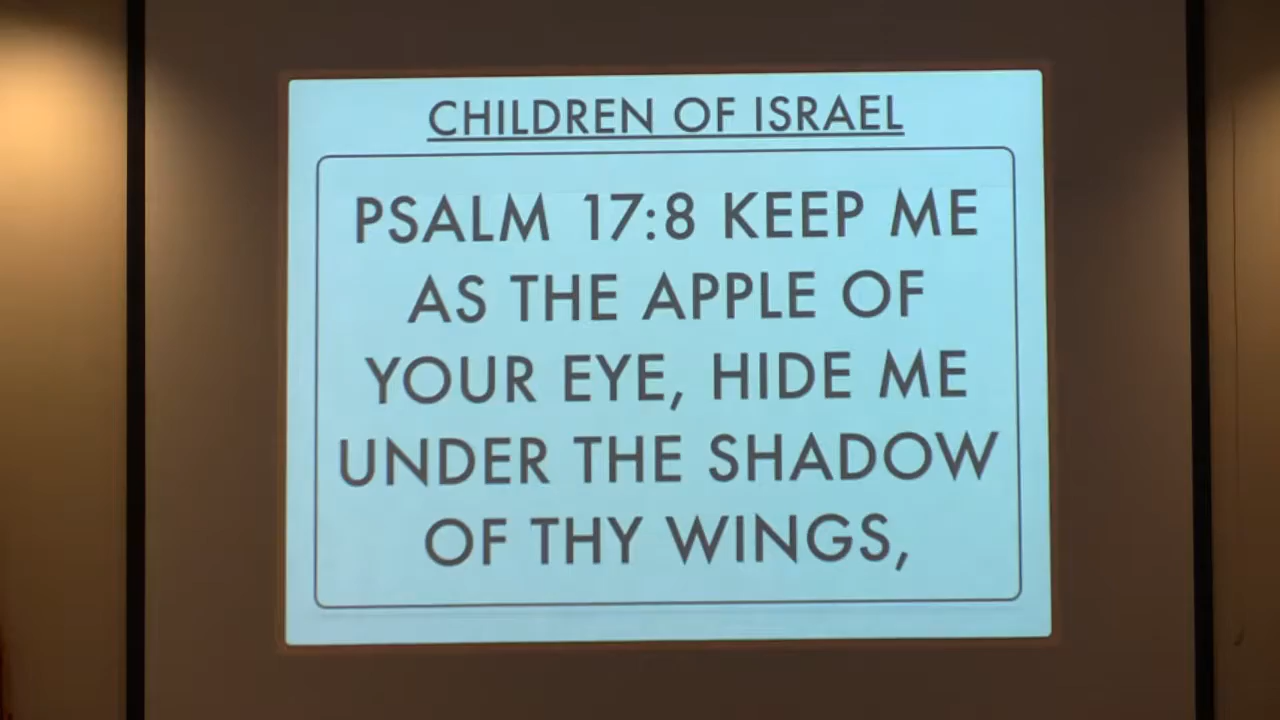 CHILDREN OF ISRAEL
PSALM 17:8 KEEP ME
AS THE APPLE OF
YOUR EYE, HIDE ME
UNDER THE SHADOW
OF THY WINGS,